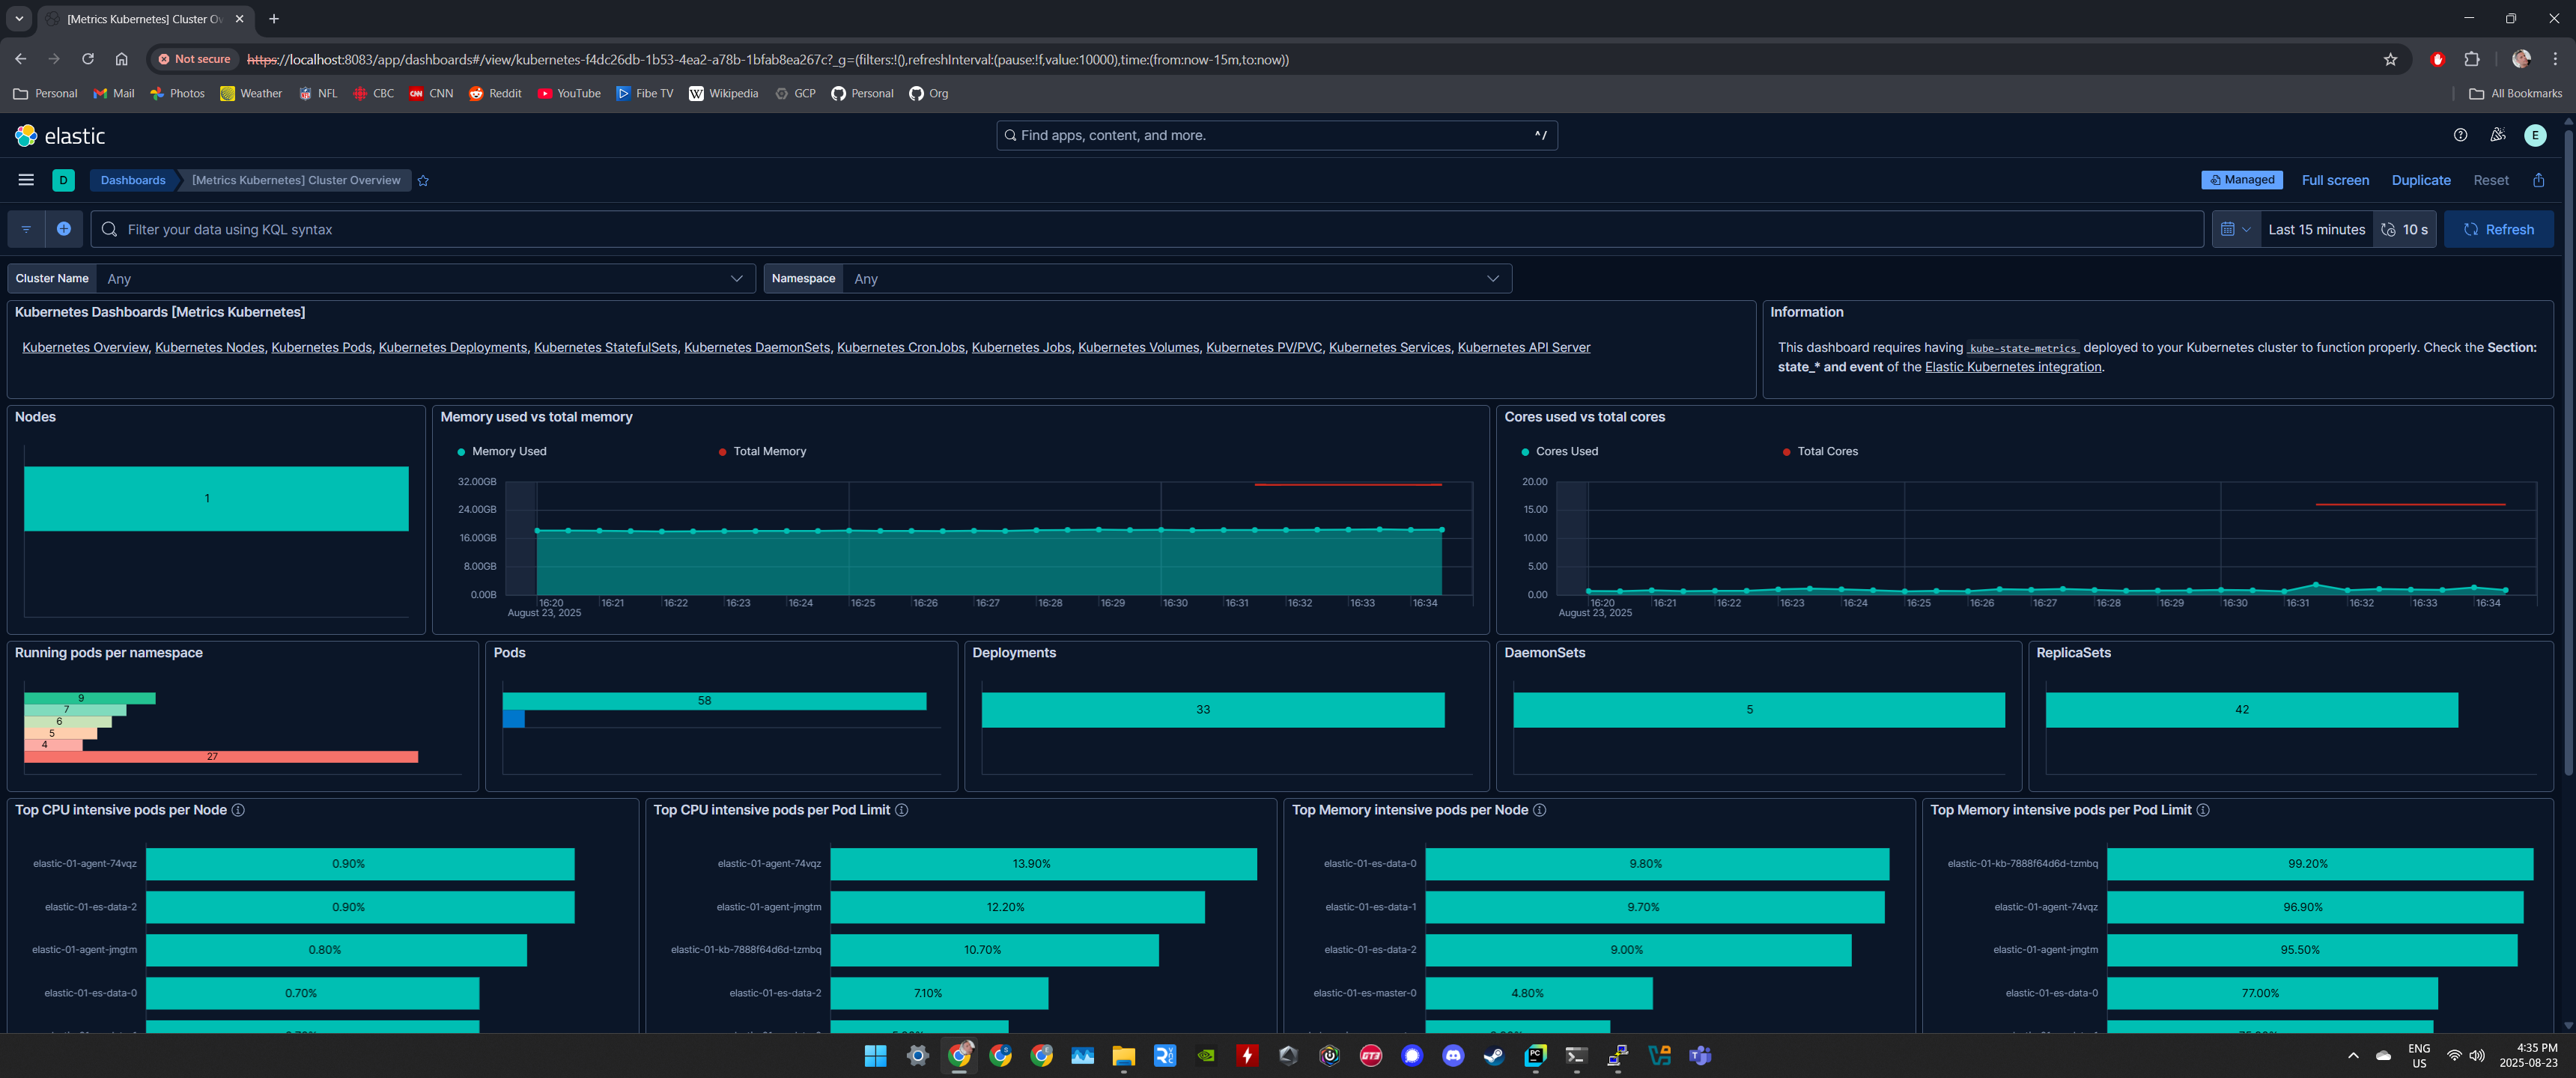 [Metrics Kubernetes] Cluster Ov
Not secure https://localhost:8083/app/dashboards#/view/kubernetes-f4dc26db-1b53-4ea2-a78b-1bfab8ea267c?_g=(filters:!(),refreshInterval:(pause:!f,value:10000),time:(from:now-15m,to:now))
Personal Mail Photos Weather NFL CBC CNN Reddit YouTube Fibe TV Wikipedia GCP Personal Org All Bookmarks
elastic Find apps, content, and more. ^/ E
D Dashboards [Metrics Kubernetes] Cluster Overview Managed Full screen Duplicate Reset
Filter your data using KQL syntax Last 15 minutes 10 s Refresh
Cluster Name Any Namespace Any
Kubernetes Dashboards [Metrics Kubernetes]
Kubernetes Overview, Kubernetes Nodes, Kubernetes Pods, Kubernetes Deployments, Kubernetes StatefulSets, Kubernetes DaemonSets, Kubernetes CronJobs, Kubernetes Jobs, Kubernetes Volumes, Kubernetes PV/PVC, Kubernetes Services, Kubernetes API Server
Information
This dashboard requires having kube-state-metrics deployed to your Kubernetes cluster to function properly. Check the Section:
state_* and event of the Elastic Kubernetes integration.
Nodes
1
Memory used vs total memory
Memory Used Total Memory
32.00GB
24.00GB
16.00GB
8.00GB
0.00B
16:20 16:21 16:22 16:23 16:24 16:25 16:26 16:27 16:28 16:29 16:30 16:31 16:32 16:33 16:34
August 23, 2025
Cores used vs total cores
Cores Used Total Cores
20.00
15.00
10.00
5.00
0.00
16:20 16:21 16:22 16:23 16:24 16:25 16:26 16:27 16:28 16:29 16:30 16:31 16:32 16:33 16:34
August 23, 2025
Running pods per namespace
9
7
6
5
4
27
Pods
58
Deployments
33
DaemonSets
5
ReplicaSets
42
Top CPU intensive pods per Node
elastic-01-agent-74vqz 0.90%
elastic-01-es-data-2 0.90%
elastic-01-agent-jmgtm 0.80%
elastic-01-es-data-0 0.70%
Top CPU intensive pods per Pod Limit
elastic-01-agent-74vqz 13.90%
elastic-01-agent-jmgtm 12.20%
elastic-01-kb-7888f64d6d-tzmbq 10.70%
elastic-01-es-data-2 7.10%
Top Memory intensive pods per Node
elastic-01-es-data-0 9.80%
elastic-01-es-data-1 9.70%
elastic-01-es-data-2 9.00%
elastic-01-es-master-0 4.80%
Top Memory intensive pods per Pod Limit
elastic-01-kb-7888f64d6d-tzmbq 99.20%
elastic-01-agent-74vqz 96.90%
elastic-01-agent-jmgtm 95.50%
elastic-01-es-data-0 77.00%
ENG
US
4:35 PM
2025-08-23